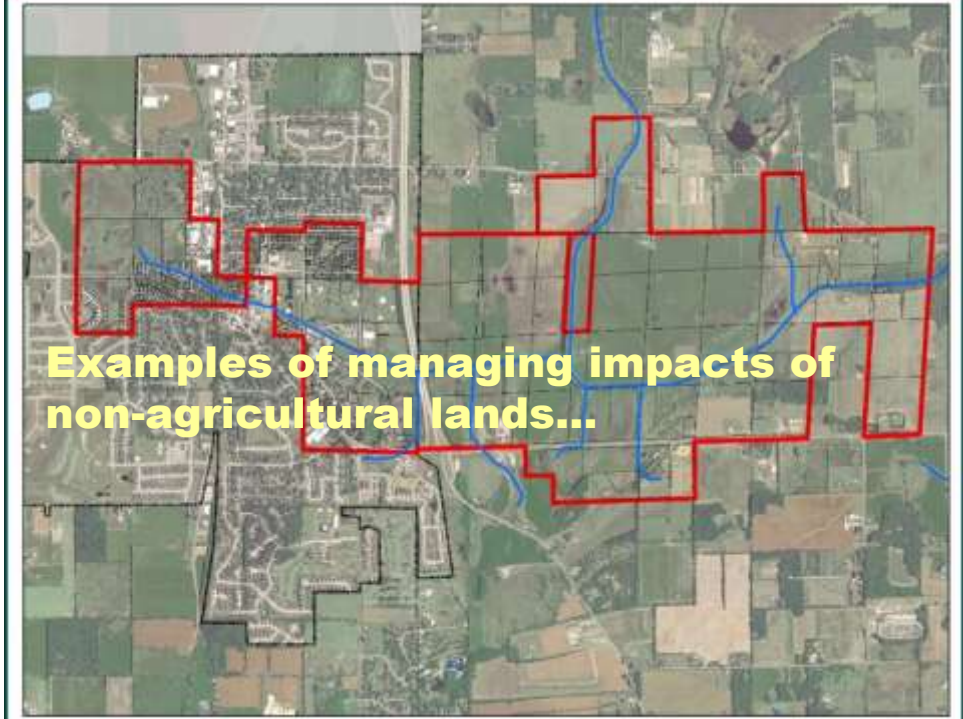 Examples of managing impacts of
non-agricultural lands...